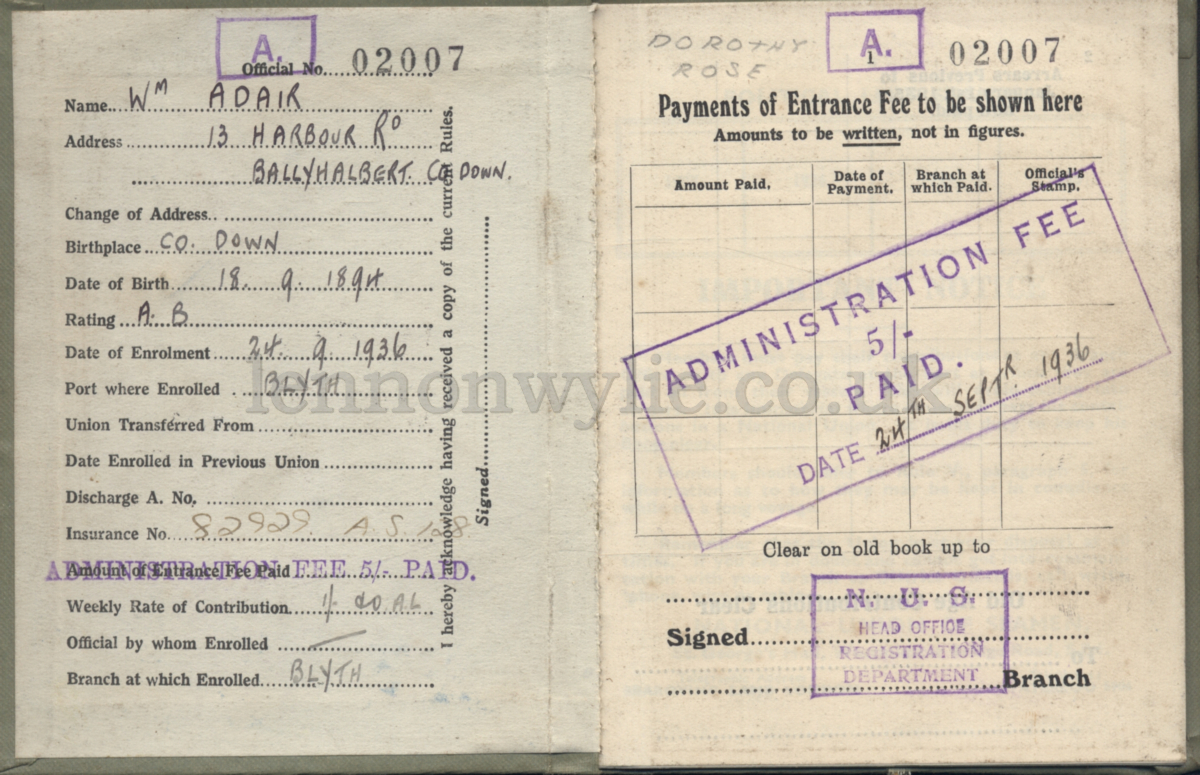 A.
Official No. 02007
Name Wm ADAIR
Address 13 HARBOUR RD
BALLYHALBERT. CO DOWN.
Change of Address
Birthplace CO. DOWN
Date of Birth 18. 9. 1894
Rating A. B
Date of Enrolment 24. 9 1936
Port where Enrolled BLYTH
Union Transferred From
Date Enrolled in Previous Union
Discharge A. No.
Insurance No 82929. A.S 128
Amount of Entrance Fee Paid
ADMINISTRATION FEE 5/- PAID.
Weekly Rate of Contribution 1/-
Official by whom Enrolled
Branch at which Enrolled BLYTH
I hereby acknowledge having received a copy of the current Rules.
Signed
DOROTHY
ROSE
A.
1
02007
Payments of Entrance Fee to be shown here
Amounts to be written, not in figures.
Amount Paid. Date of Payment. Branch at which Paid. Official's Stamp.
ADMINISTRATION FEE
5/-
PAID.
DATE 24TH SEPTR. 1936
Clear on old book up to
N. U. S.
HEAD OFFICE
Signed
REGISTRATION
DEPARTMENT
Branch
lennonwylie.co.uk